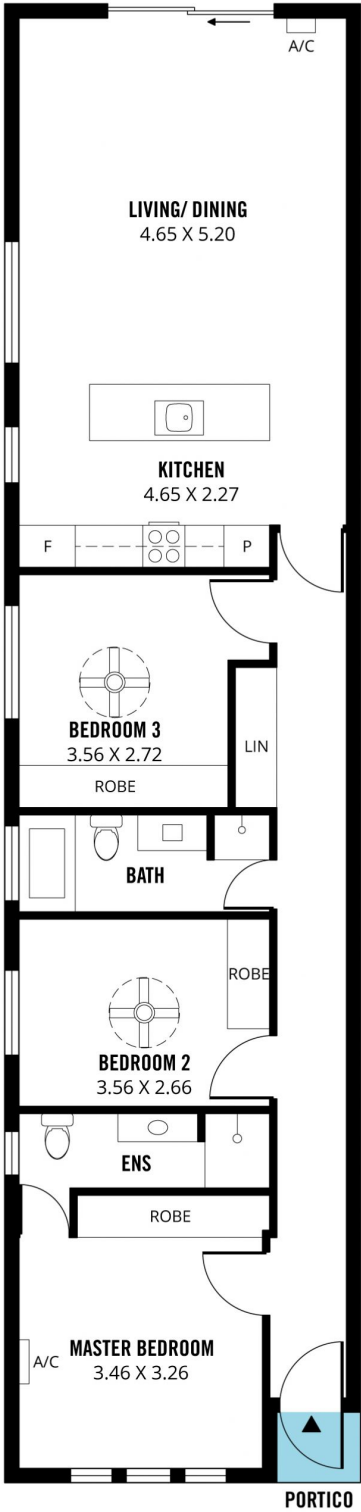 A/C
LIVING/ DINING
4.65 X 5.20
KITCHEN
4.65 X 2.27
F
P
BEDROOM 3
3.56 X 2.72
ROBE
LIN
BATH
ROBE
BEDROOM 2
3.56 X 2.66
ENS
ROBE
MASTER BEDROOM
3.46 X 3.26
A/C
PORTICO